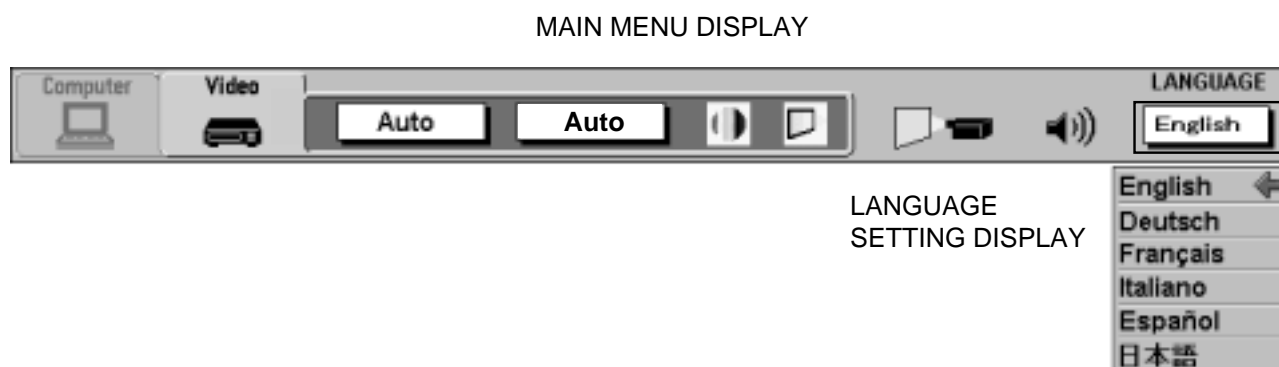 MAIN MENU DISPLAY
Computer Video LANGUAGE
Auto Auto English
LANGUAGE
SETTING DISPLAY
English
Deutsch
Français
Italiano
Español
日本語